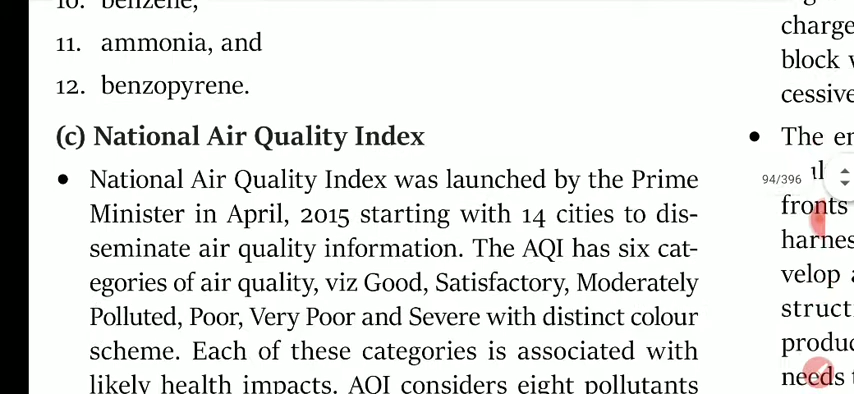 10. benzene,
11. ammonia, and
12. benzopyrene.
(c) National Air Quality Index
• National Air Quality Index was launched by the Prime
Minister in April, 2015 starting with 14 cities to dis-
seminate air quality information. The AQI has six cat-
egories of air quality, viz Good, Satisfactory, Moderately
Polluted, Poor, Very Poor and Severe with distinct colour
scheme. Each of these categories is associated with
likely health impacts. AQI considers eight pollutants
charge
block
cessive
• The
94/396
fronts
harnes
velop
struct
produc
needs